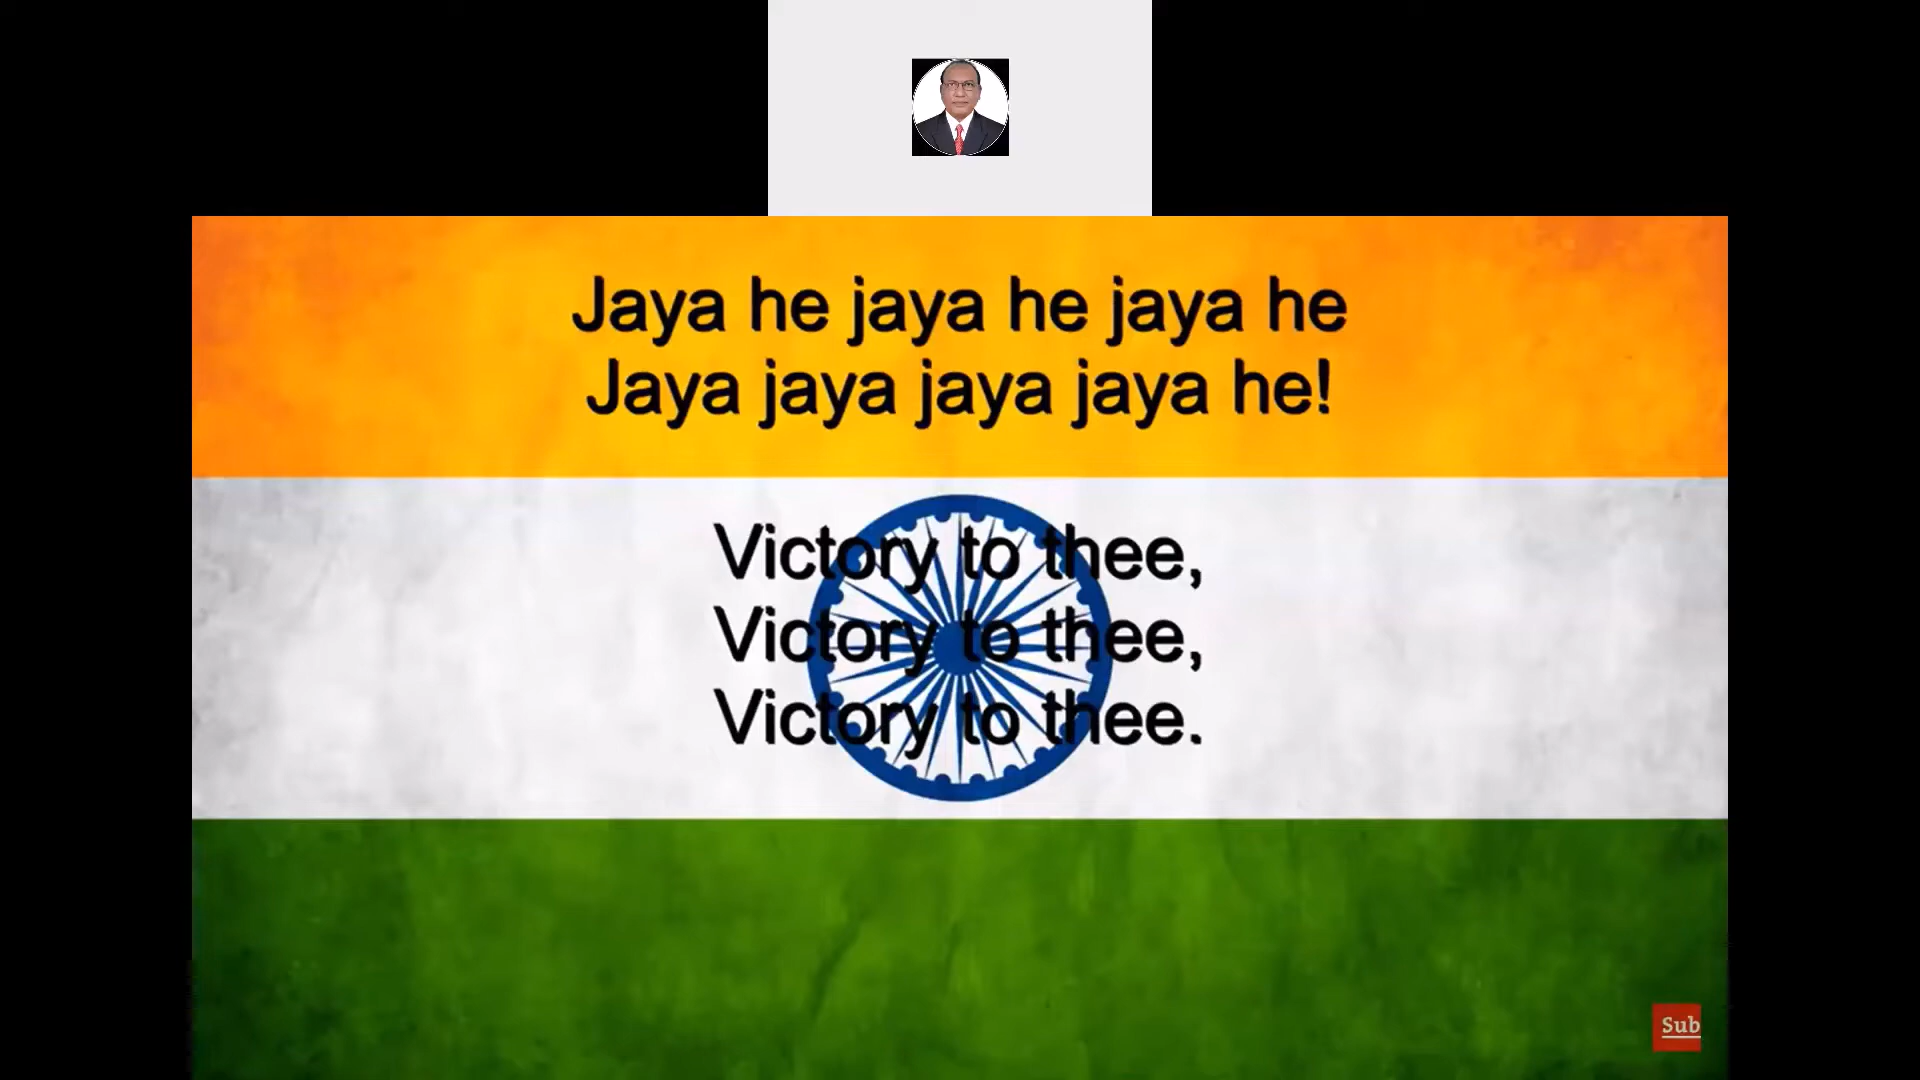 Jaya he jaya he jaya he
Jaya jaya jaya jaya he!
Victory to thee,
Victory to thee,
Victory to thee.
Sub